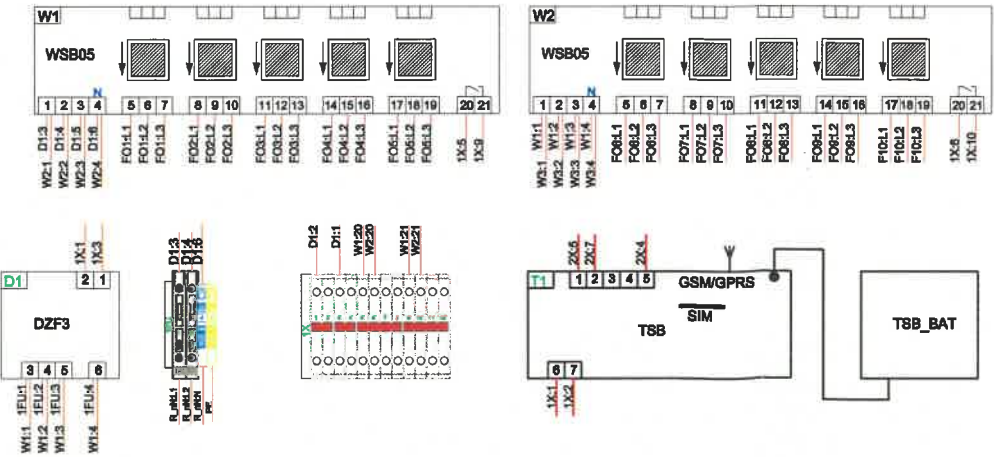 W1
WSB05
N
1 2 3 4 5 6 7 8 9 10 11 12 13 14 15 16 17 18 19 20 21
D1:3 D1:4 D1:5 D1:6 FO1:L1 FO1:L2 FO1:L3 FO2:L1 FO2:L2 FO2:L3 FO3:L1 FO3:L2 FO3:L3 FO4:L1 FO4:L2 FO4:L3 FO5:L1 FO5:L2 FO5:L3 1X:5 1X:9
W2:1 W2:2 W2:3 W2:4
W2
WSB05
N
1 2 3 4 5 6 7 8 9 10 11 12 13 14 15 16 17 18 19 20 21
W1:1 W1:2 W1:3 W1:4 FO6:L1 FO6:L2 FO6:L3 FO7:L1 FO7:L2 FO7:L3 FO8:L1 FO8:L2 FO8:L3 FO9:L1 FO9:L2 FO9:L3 F10:L1 F10:L2 F10:L3 1X:6 1X:10
W3:1 W3:2 W3:3 W3:4
1X:1 1X:3
D1
2 1
DZF3
3 4 5 6
1FU:1 1FU:2 1FU:3 1FU:4
W1:1 W1:2 W1:3 W1:4
D1:3 D1:4 D1:6
R_nN:L1 R_nN:L2 R_nN:N PE
D1:2 D1:1 W1:20 W2:20 W1:21 W2:21
1X
2X:5 2X:7 2X:4
T1
1 2 3 4 5
GSM/GPRS
SIM
TSB
6 7
1X:1 1X:2
TSB_BAT